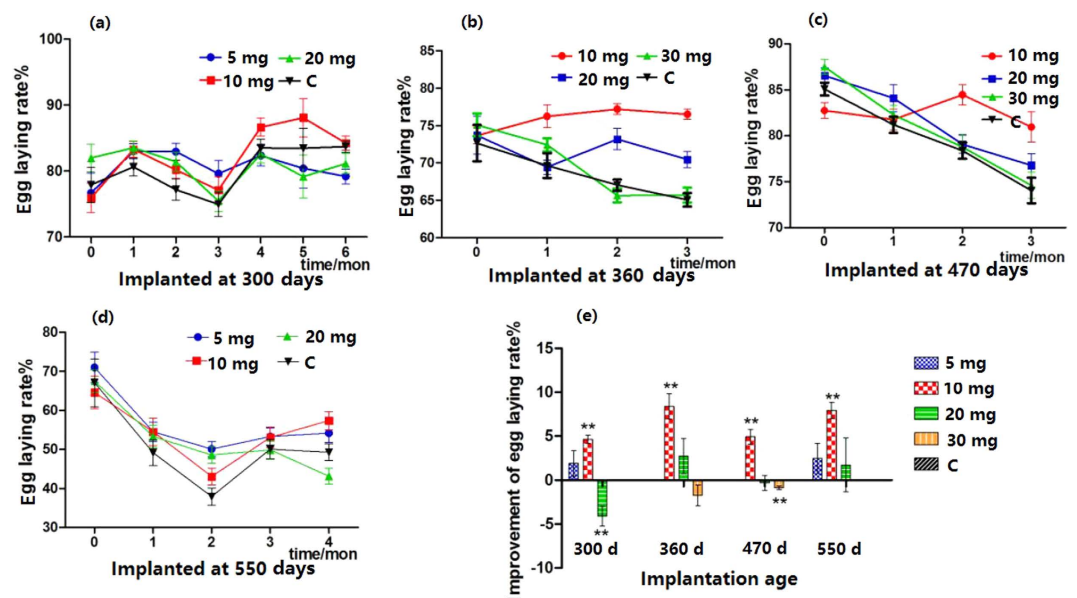 (a)
Egg laying rate%
100
90
80
70
5 mg
20 mg
10 mg
C
0 1 2 3 4 5 6
time/mon
Implanted at 300 days
(b)
Egg laying rate%
85
80
75
70
65
60
10 mg
30 mg
20 mg
C
0 1 2 3
time/mon
Implanted at 360 days
(c)
Egg laying rate%
90
85
80
75
70
10 mg
20 mg
30 mg
C
0 1 2 3
time/mon
Implanted at 470 days
(d)
Egg laying rate%
80
70
60
50
40
30
5 mg
20 mg
10 mg
C
0 1 2 3 4
time/mon
Implanted at 550 days
(e)
mprovement of egg laying rate%
15
10
5
0
-5
-10
**
**
**
**
**
**
300 d 360 d 470 d 550 d
Implantation age
5 mg
10 mg
20 mg
30 mg
C